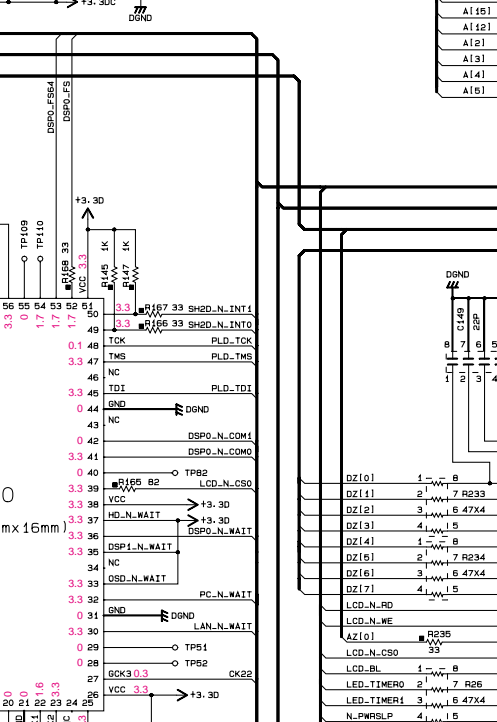 +3.3DC
DGND
A[15]
A[12]
A[2]
A[3]
A[4]
A[5]
DSP0_FS64
DSP0_FS
+3.3D
TP109
TP110
R168 33
VCC 3.3
R145 1K
R147 1K
56 55 54 53 52 51
3.3 0 1.7 1.7 1.7
50 3.3 R167 33 SH2D_N_INT1
49 3.3 R166 33 SH2D_N_INT0
0.1 48 TCK PLD_TCK
3.3 47 TMS PLD_TMS
46 NC
3.3 45 TDI PLD_TDI
0 44 GND DGND
43 NC
0 42 DSP0_N_COM1
3.3 41 DSP0_N_COM0
0 40 TP82
3.3 39 R165 82 LCD_N_CS0
3.3 38 VCC +3.3D
3.3 37 HD_N_WAIT +3.3D
3.3 36 DSP0_N_WAIT
3.3 35 DSP1_N_WAIT
34 NC
3.3 33 OSD_N_WAIT
3.3 32 PC_N_WAIT
0 31 GND DGND
3.3 30 LAN_N_WAIT
0 29 TP51
0 28 TP52
27 GCK3 0.3 CK22
26 VCC 3.3 +3.3D
0
mx16mm)
0 0 1.6 3.3
20 21 22 23 24 25
3.3
DGND
C149
22P
8 7 6 5
1 2 3 4
DZ[0] 1 8
DZ[1] 2 7 R233
DZ[2] 3 6 47X4
DZ[3] 4 5
DZ[4] 1 8
DZ[5] 2 7 R234
DZ[6] 3 6 47X4
DZ[7] 4 5
LCD_N_RD
LCD_N_WE
AZ[0] R235
33
LCD_N_CS0
LCD_BL 1 8
LED_TIMER0 2 7 R26
LED_TIMER1 3 6 47X4
N_PWRSLP 4 5